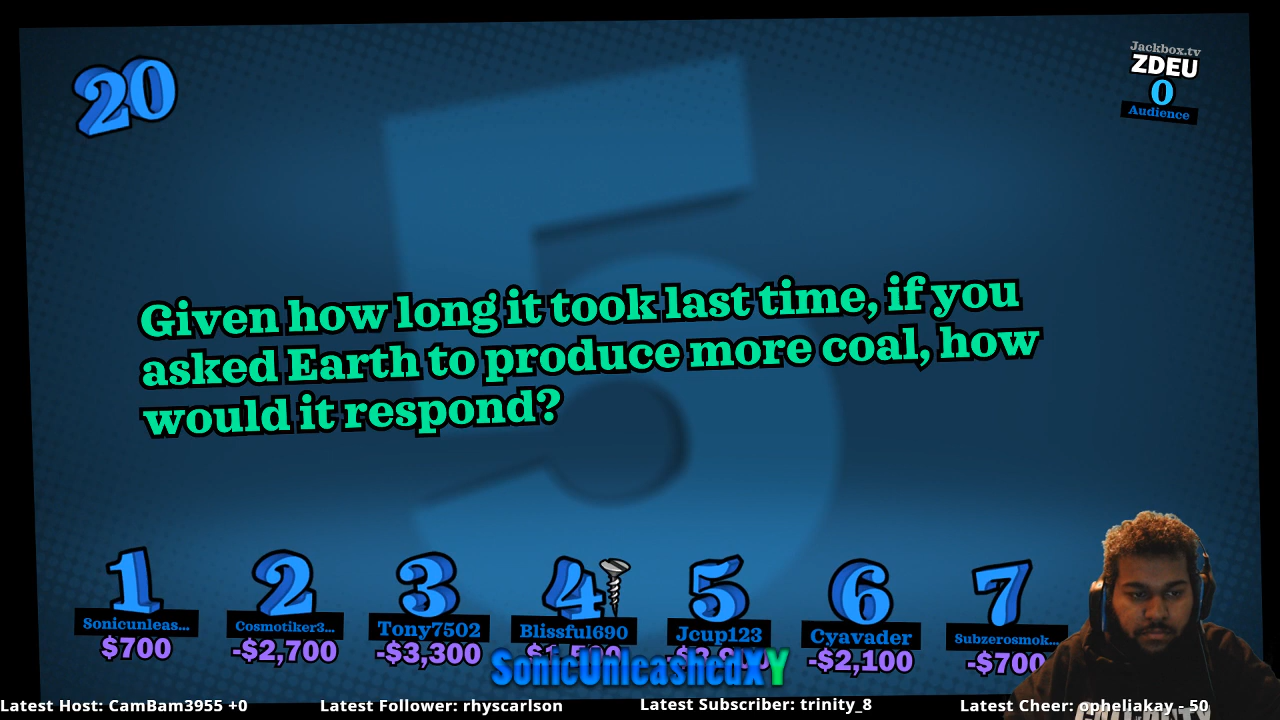 20
Jackbox.tv
ZDEU
0
Audience
Given how long it took last time, if you
asked Earth to produce more coal, how
would it respond?
1 2 3 4 5 6 7
Sonicunleas... Cosmotiker3... Tony7502 Blissful690 Jcup123 Cyavader Subzerosmok...
$700 -$2,700 -$3,300 -$2,100 -$700
SonicUnleashedXY
Latest Host: CamBam3955 +0 Latest Follower: rhyscarlson Latest Subscriber: trinity_8 Latest Cheer: opheliakay - 50